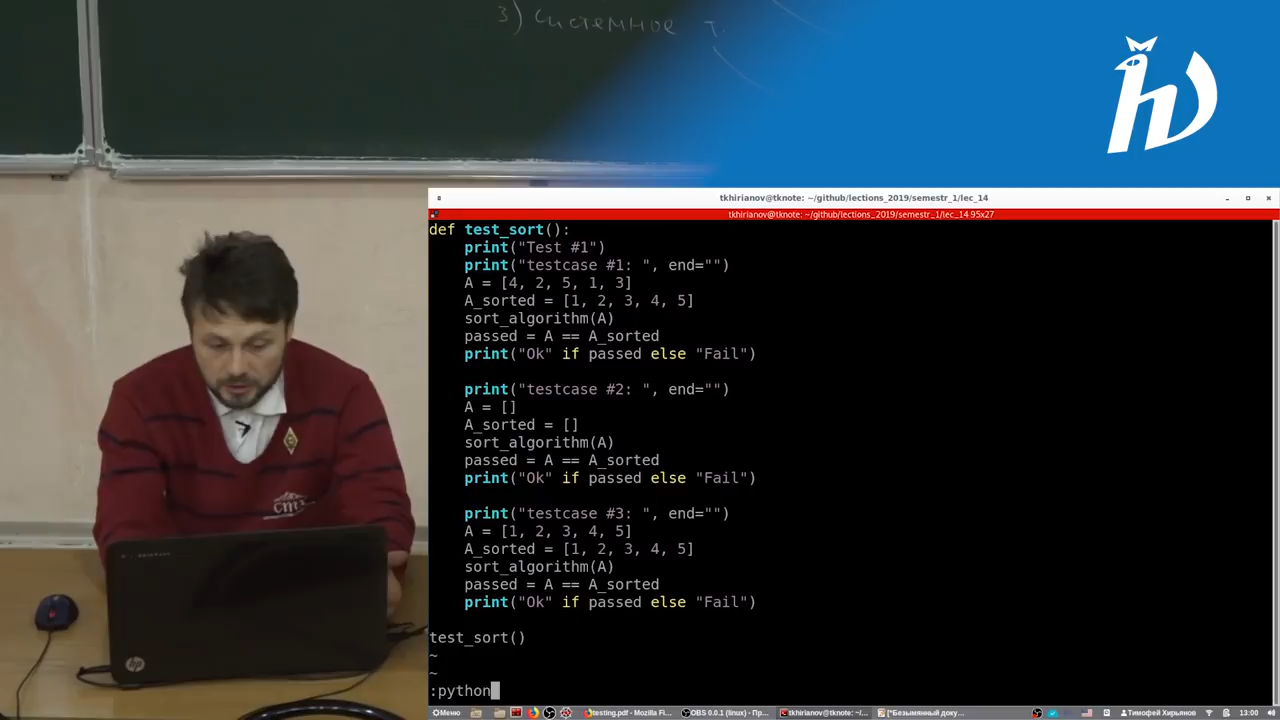 3) Системное т.
h
tkhirianov@tknote: ~/github/lections_2019/semestr_1/lec_14
tkhirianov@tknote: ~/github/lections_2019/semestr_1/lec_14 95x27
def test_sort():
    print("Test #1")
    print("testcase #1: ", end="")
    A = [4, 2, 5, 1, 3]
    A_sorted = [1, 2, 3, 4, 5]
    sort_algorithm(A)
    passed = A == A_sorted
    print("Ok" if passed else "Fail")
    print("testcase #2: ", end="")
    A = []
    A_sorted = []
    sort_algorithm(A)
    passed = A == A_sorted
    print("Ok" if passed else "Fail")
    print("testcase #3: ", end="")
    A = [1, 2, 3, 4, 5]
    A_sorted = [1, 2, 3, 4, 5]
    sort_algorithm(A)
    passed = A == A_sorted
    print("Ok" if passed else "Fail")
test_sort()
~
~
:python
cmz
hp
Меню testing.pdf - Mozilla Fi... OBS 0.0.1 (linux) - Пр... tkhirianov@tknote: ~/... [*Безымянный доку... Тимофей Хирьянов 13:00